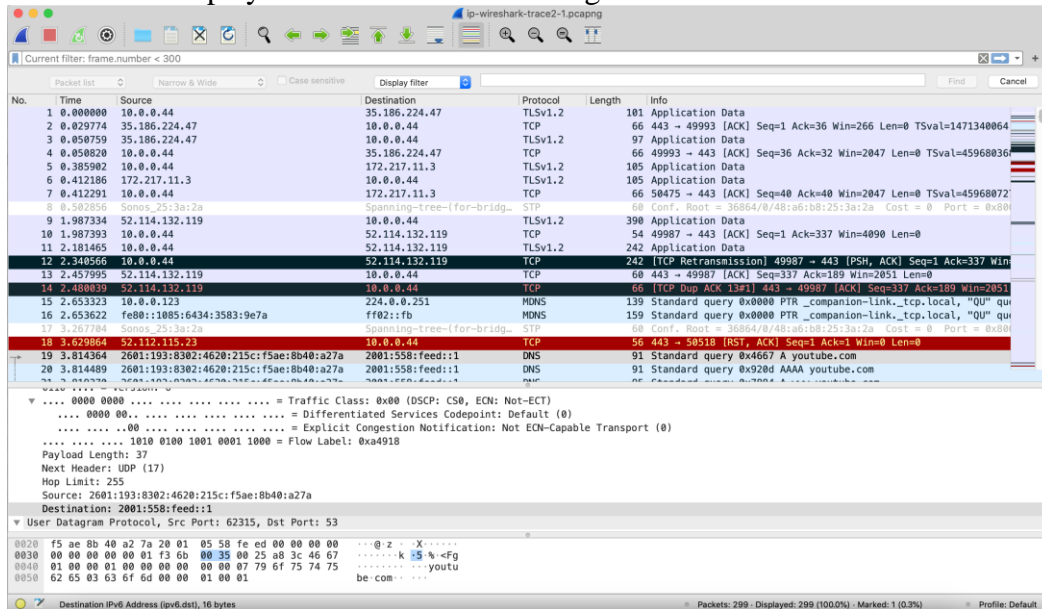 ip-wireshark-trace2-1.pcapng
Current filter: frame.number < 300
Packet list Narrow & Wide Case sensitive Display filter Find Cancel
No. Time Source Destination Protocol Length Info
1 0.000000 10.0.0.44 35.186.224.47 TLSv1.2 101 Application Data
2 0.029774 35.186.224.47 10.0.0.44 TCP 66 443 → 49993 [ACK] Seq=1 Ack=36 Win=266 Len=0 TSval=1471340064
3 0.050759 35.186.224.47 10.0.0.44 TLSv1.2 97 Application Data
4 0.050820 10.0.0.44 35.186.224.47 TCP 66 49993 → 443 [ACK] Seq=36 Ack=32 Win=2047 Len=0 TSval=45968036
5 0.385902 10.0.0.44 172.217.11.3 TLSv1.2 105 Application Data
6 0.412186 172.217.11.3 10.0.0.44 TLSv1.2 105 Application Data
7 0.412291 10.0.0.44 172.217.11.3 TCP 66 50475 → 443 [ACK] Seq=40 Ack=40 Win=2047 Len=0 TSval=45968072
8 0.502856 Sonos_25:3a:2a Spanning-tree-(for-bridg… STP 60 Conf. Root = 36864/0/48:a6:b8:25:3a:2a Cost = 0 Port = 0x80
9 1.987334 52.114.132.119 10.0.0.44 TLSv1.2 390 Application Data
10 1.987393 10.0.0.44 52.114.132.119 TCP 54 49987 → 443 [ACK] Seq=1 Ack=337 Win=4090 Len=0
11 2.181465 10.0.0.44 52.114.132.119 TLSv1.2 242 Application Data
12 2.340566 10.0.0.44 52.114.132.119 TCP 242 [TCP Retransmission] 49987 → 443 [PSH, ACK] Seq=1 Ack=337 Win=
13 2.457995 52.114.132.119 10.0.0.44 TCP 60 443 → 49987 [ACK] Seq=337 Ack=189 Win=2051 Len=0
14 2.480039 52.114.132.119 10.0.0.44 TCP 66 [TCP Dup ACK 13#1] 443 → 49987 [ACK] Seq=337 Ack=189 Win=2051
15 2.653323 10.0.0.123 224.0.0.251 MDNS 139 Standard query 0x0000 PTR _companion-link._tcp.local, "QU" que
16 2.653622 fe80::1085:6434:3583:9e7a ff02::fb MDNS 159 Standard query 0x0000 PTR _companion-link._tcp.local, "QU" que
17 3.267704 Sonos_25:3a:2a Spanning-tree-(for-bridg… STP 60 Conf. Root = 36864/0/48:a6:b8:25:3a:2a Cost = 0 Port = 0x80
18 3.629864 52.112.115.23 10.0.0.44 TCP 56 443 → 50518 [RST, ACK] Seq=1 Ack=1 Win=0 Len=0
19 3.814364 2601:193:8302:4620:215c:f5ae:8b40:a27a 2001:558:feed::1 DNS 91 Standard query 0x4667 A youtube.com
20 3.814489 2601:193:8302:4620:215c:f5ae:8b40:a27a 2001:558:feed::1 DNS 91 Standard query 0x920d AAAA youtube.com
.... 0000 0000 .... .... .... .... .... = Traffic Class: 0x00 (DSCP: CS0, ECN: Not-ECT)
.... 0000 00.. .... .... .... .... .... = Differentiated Services Codepoint: Default (0)
.... .... ..00 .... .... .... .... .... = Explicit Congestion Notification: Not ECN-Capable Transport (0)
.... .... .... 1010 0100 1001 0001 1000 = Flow Label: 0xa4918
Payload Length: 37
Next Header: UDP (17)
Hop Limit: 255
Source: 2601:193:8302:4620:215c:f5ae:8b40:a27a
Destination: 2001:558:feed::1
User Datagram Protocol, Src Port: 62315, Dst Port: 53
0020 f5 ae 8b 40 a2 7a 20 01 05 58 fe ed 00 00 00 00 ···@·z · ·X······
0030 00 00 00 00 00 01 f3 6b 00 35 00 25 a8 3c 46 67 ·······k ·5·%·<Fg
0040 01 00 00 01 00 00 00 00 00 00 07 79 6f 75 74 75 ········ ···youtu
0050 62 65 03 63 6f 6d 00 00 01 00 01 be·com·· ···
Destination IPv6 Address (ipv6.dst), 16 bytes Packets: 299 · Displayed: 299 (100.0%) · Marked: 1 (0.3%) Profile: Default